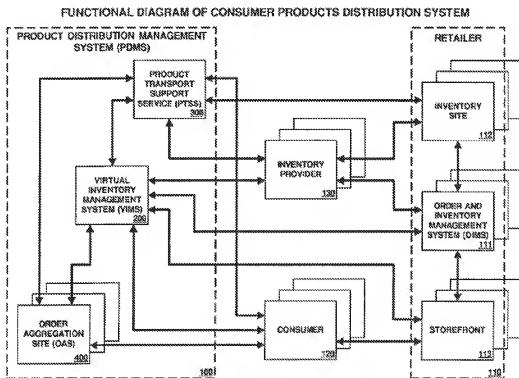 FUNCTIONAL DIAGRAM OF CONSUMER PRODUCTS DISTRIBUTION SYSTEM
PRODUCT DISTRIBUTION MANAGEMENT
SYSTEM (PDMS)
RETAILER
PRODUCT
TRANSPORT
SUPPORT
SERVICE (PTSS)
300
INVENTORY
SITE
112
INVENTORY
PROVIDER
130
VIRTUAL
INVENTORY
MANAGEMENT
SYSTEM (VIMS)
200
ORDER AND
INVENTORY
MANAGEMENT
SYSTEM (OIMS)
111
ORDER
AGGREGATION
SITE (OAS)
400
CONSUMER
120
STOREFRONT
113
100
110